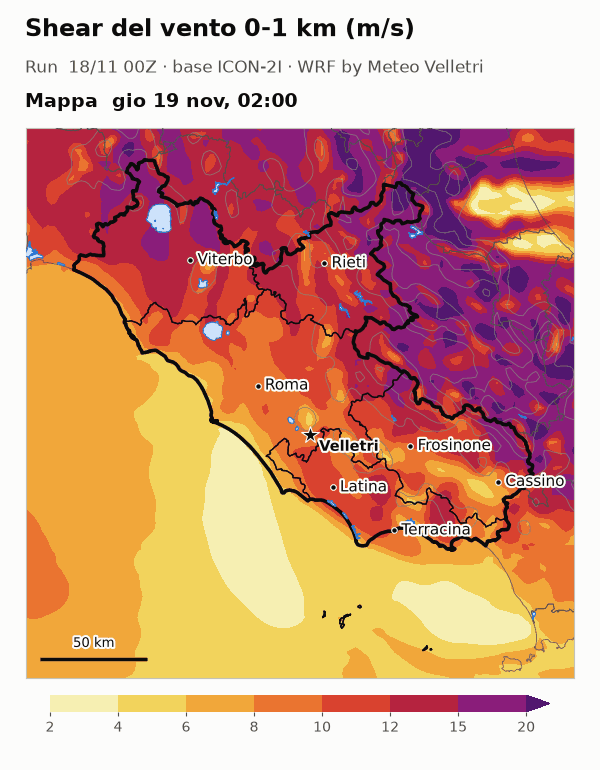 Shear del vento 0-1 km (m/s)
Run 18/11 00Z · base ICON-2I · WRF by Meteo Velletri
Mappa gio 19 nov, 02:00
Viterbo
Rieti
Roma
Velletri
Frosinone
Latina
Cassino
Terracina
50 km
2 4 6 8 10 12 15 20